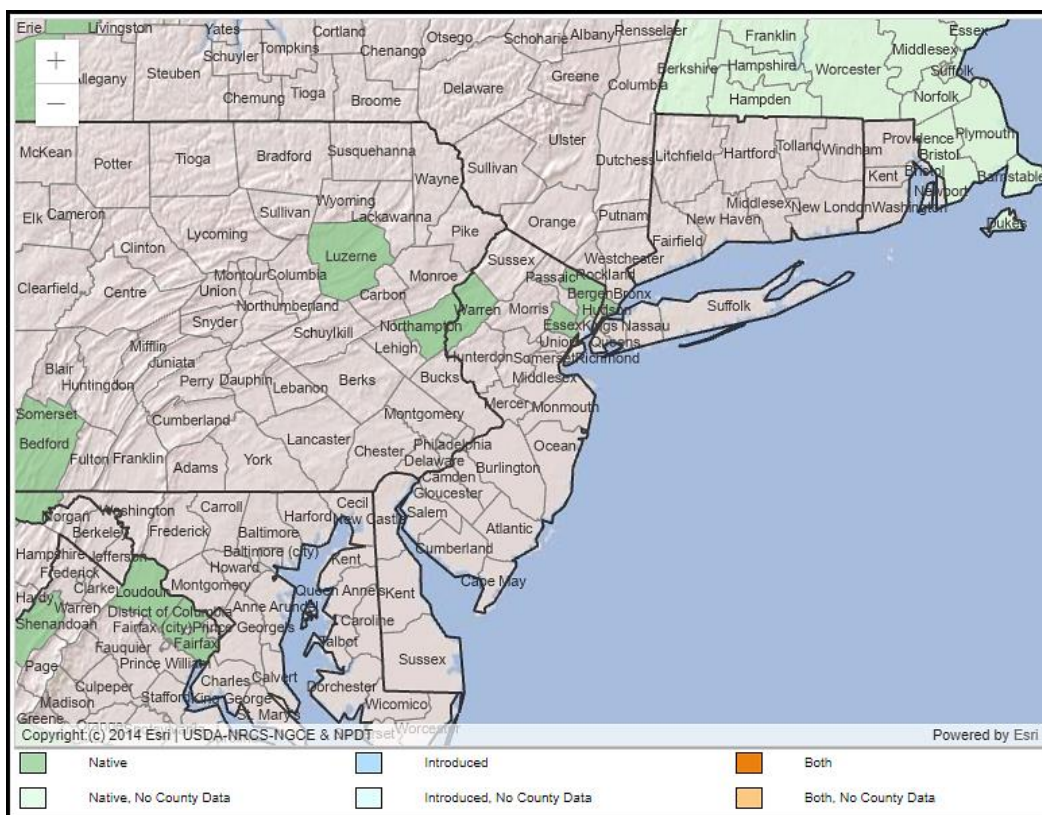 Erie Livingston Yates Cortland Otsego Schoharie Albany Rensselaer Franklin Middlesex Essex
+ Schuyler Tompkins Chenango Greene Berkshire Hampshire Worcester Suffolk
Allegany Steuben Delaware Columbia Norfolk
− Chemung Tioga Broome Hampden
McKean Potter Tioga Bradford Susquehanna Ulster Dutchess Litchfield Hartford Tolland Windham Providence Plymouth
Wayne Sullivan Kent Bristol Bristol Barnstable
Elk Cameron Sullivan Wyoming Lackawanna Orange Putnam Middlesex New London Washington Newport
Lycoming Pike New Haven Dukes
Clinton Luzerne Sussex Westchester Fairfield
Clearfield Centre Montour Columbia Monroe Passaic Rockland
Union Northumberland Carbon Warren Morris Bergen Bronx Suffolk
Snyder Schuylkill Northampton Essex Hudson Kings Nassau
Mifflin Lehigh Hunterdon Union Queens
Blair Juniata Somerset Richmond
Huntingdon Perry Dauphin Lebanon Berks Bucks Middlesex
Somerset Cumberland Montgomery Mercer Monmouth
Bedford Lancaster Philadelphia Ocean
Fulton Franklin Adams York Chester Delaware Burlington
Camden
Gloucester
Morgan Washington Carroll Harford Cecil New Castle Salem
Berkeley Frederick Baltimore Atlantic
Hampshire Jefferson Baltimore (city) Kent Cumberland
Frederick Howard
Hardy Clarke Loudoun Montgomery Queen Anne's Kent Cape May
Warren District of Columbia Anne Arundel
Shenandoah Fairfax (city) Prince George's Caroline
Fauquier Fairfax Talbot
Page Prince William Sussex
Culpeper Charles Calvert Dorchester
Madison Stafford King George Wicomico
Greene St. Mary's Worcester
Copyright:(c) 2014 Esri | USDA-NRCS-NGCE & NPDT Powered by Esri
Native Introduced Both
Native, No County Data Introduced, No County Data Both, No County Data